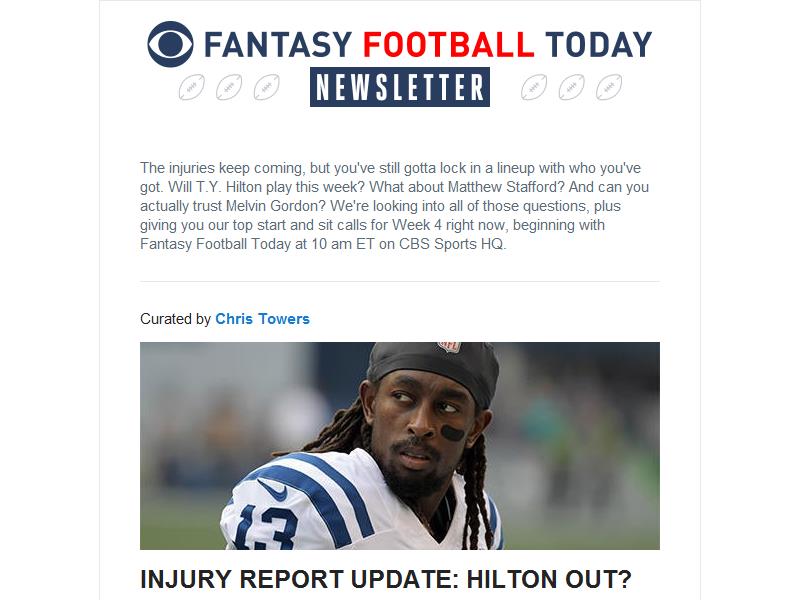 FANTASY FOOTBALL TODAY
NEWSLETTER
The injuries keep coming, but you've still gotta lock in a lineup with who you've
got. Will T.Y. Hilton play this week? What about Matthew Stafford? And can you
actually trust Melvin Gordon? We're looking into all of those questions, plus
giving you our top start and sit calls for Week 4 right now, beginning with
Fantasy Football Today at 10 am ET on CBS Sports HQ.
Curated by Chris Towers
NFL
13
INJURY REPORT UPDATE: HILTON OUT?